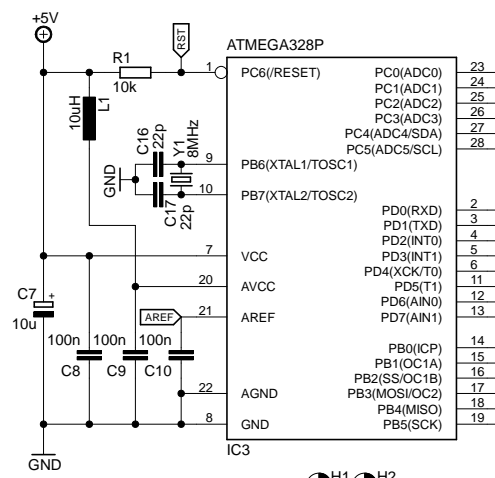 +5V
RST
ATMEGA328P
R1
10k
1
PC6(/RESET)
PC0(ADC0)
23
PC1(ADC1)
24
PC2(ADC2)
25
PC3(ADC3)
26
PC4(ADC4/SDA)
27
PC5(ADC5/SCL)
28
10uH
L1
C16
22p
Y1
8MHz
GND
9
PB6(XTAL1/TOSC1)
10
PB7(XTAL2/TOSC2)
C17
22p
PD0(RXD)
2
PD1(TXD)
3
PD2(INT0)
4
PD3(INT1)
5
PD4(XCK/T0)
6
PD5(T1)
11
PD6(AIN0)
12
PD7(AIN1)
13
7
VCC
20
AVCC
AREF
21
AREF
C7
+
10u
100n
100n
100n
C8
C9
C10
PB0(ICP)
14
PB1(OC1A)
15
PB2(SS/OC1B)
16
PB3(MOSI/OC2)
17
PB4(MISO)
18
PB5(SCK)
19
22
AGND
8
GND
GND
IC3
H1
H2